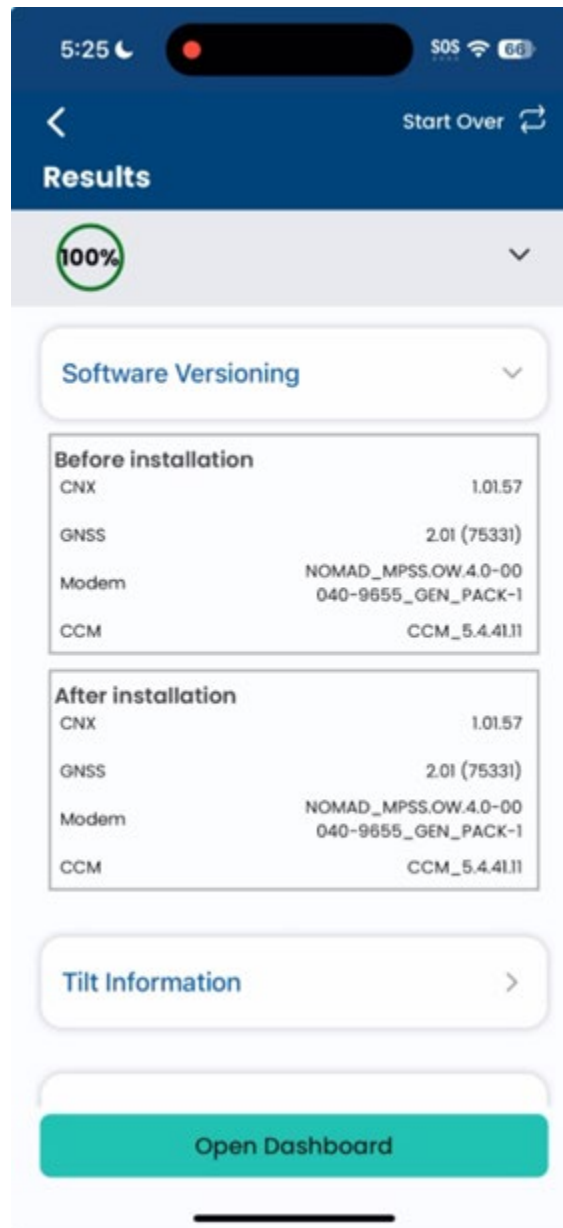 5:25 SOS 66
Start Over
Results
100%
Software Versioning
Before installation
CNX 1.01.57
GNSS 2.01 (75331)
Modem NOMAD_MPSS.OW.4.0-00
040-9655_GEN_PACK-1
CCM CCM_5.4.41.11
After installation
CNX 1.01.57
GNSS 2.01 (75331)
Modem NOMAD_MPSS.OW.4.0-00
040-9655_GEN_PACK-1
CCM CCM_5.4.41.11
Tilt Information
Open Dashboard